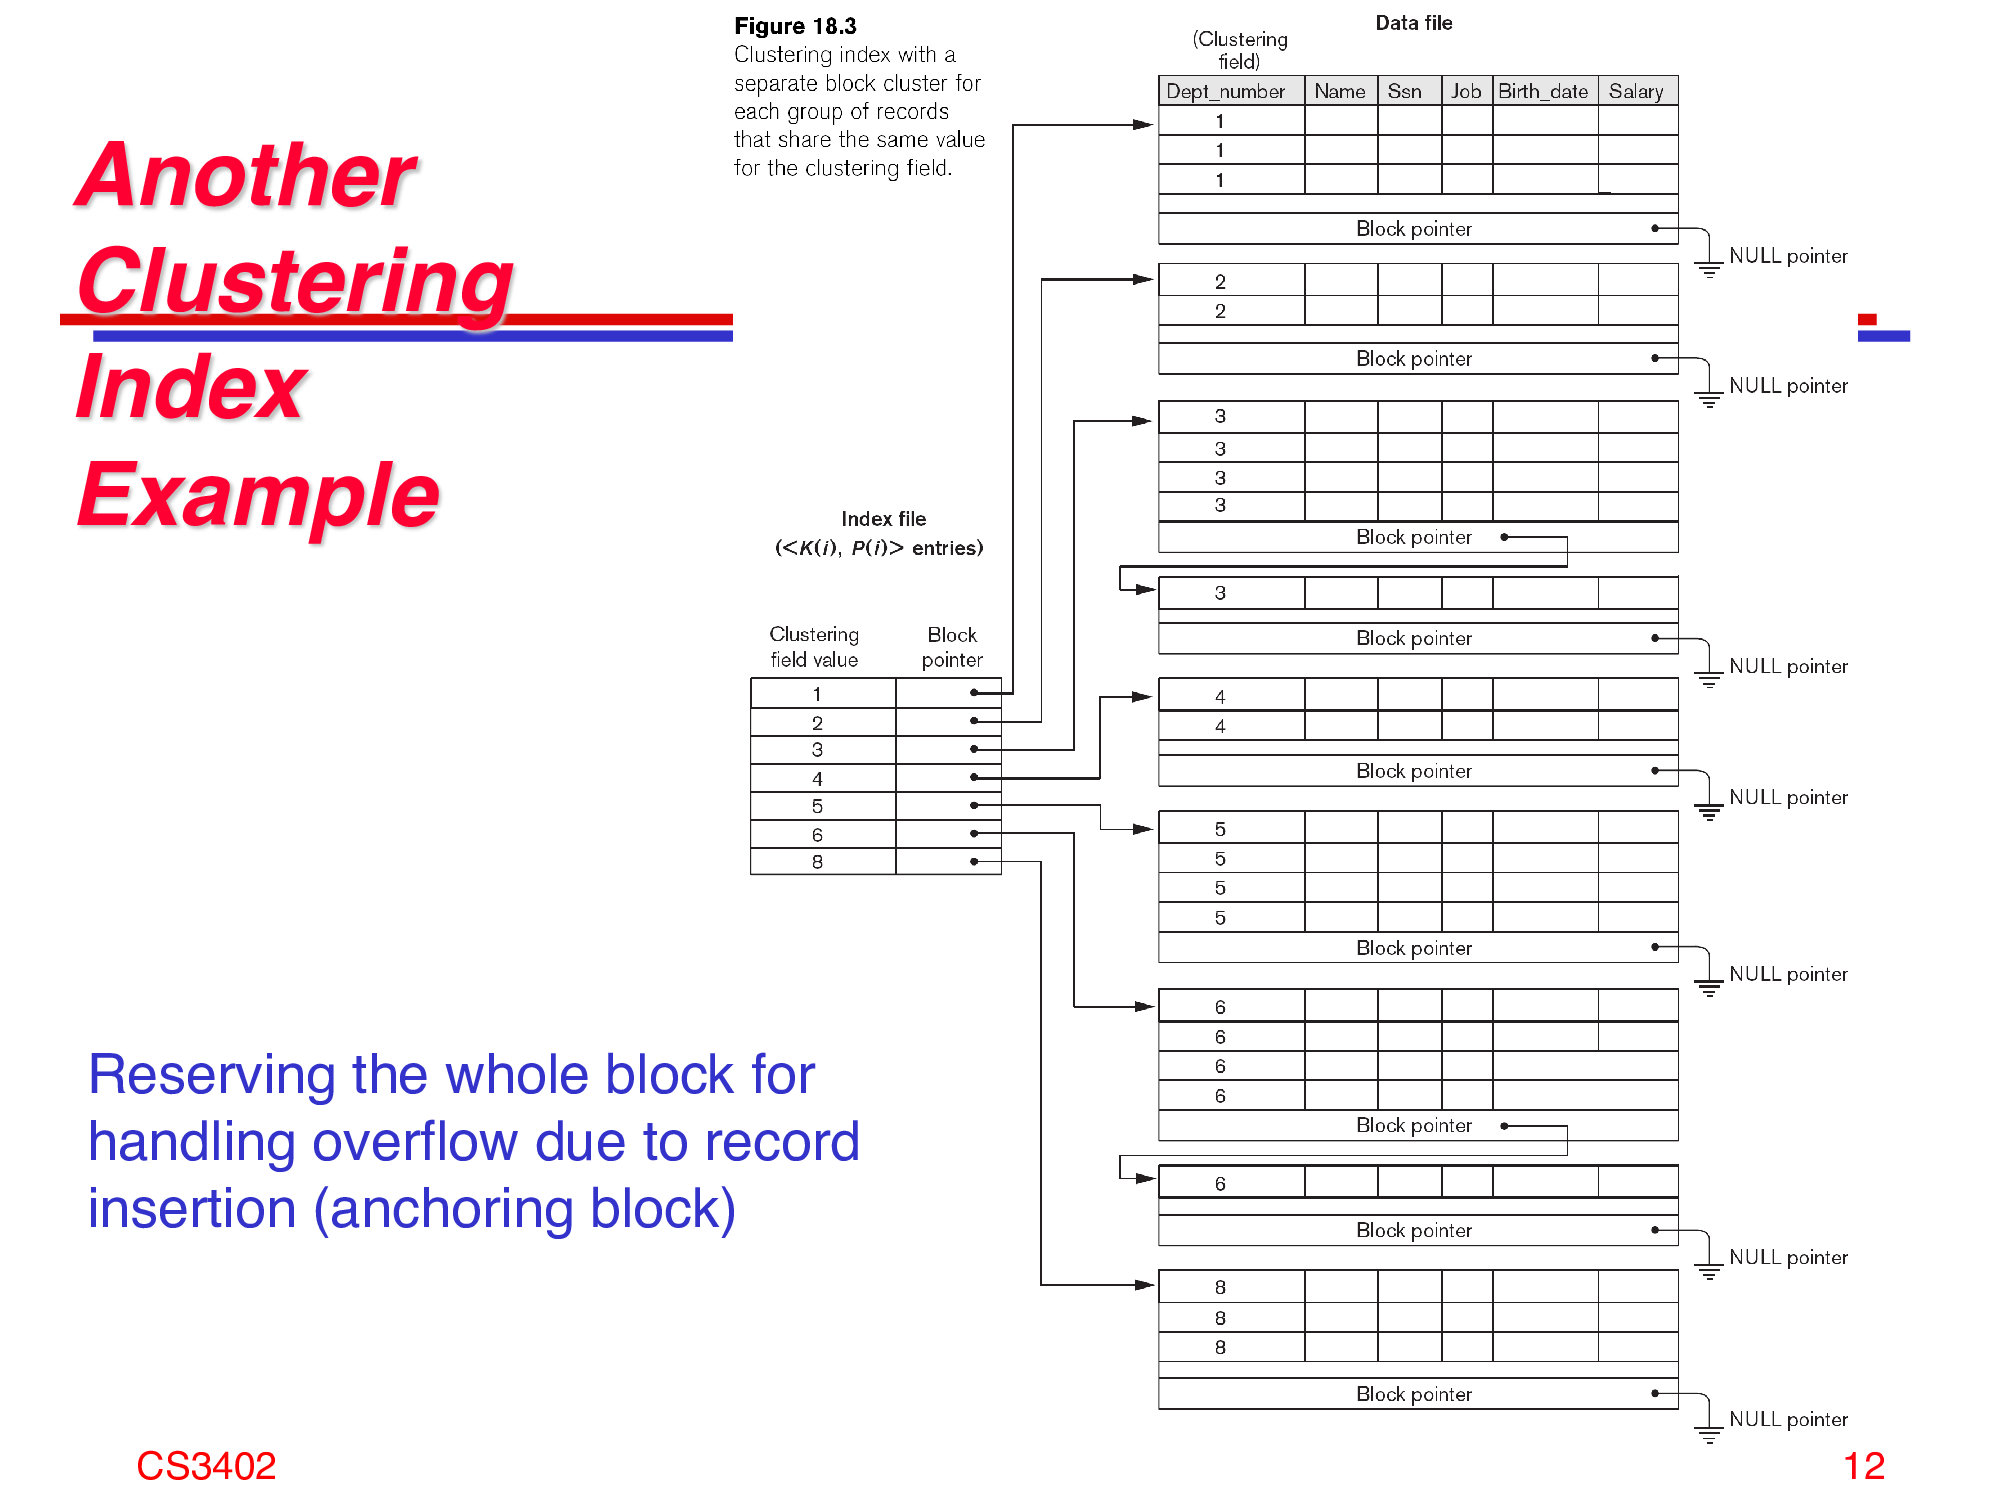 Another
Clustering
Index
Example
Figure 18.3
Clustering index with a
separate block cluster for
each group of records
that share the same value
for the clustering field.
Data file
(Clustering
field)
Dept_number Name Ssn Job Birth_date Salary
1
1
1
Block pointer
NULL pointer
2
2
Block pointer
NULL pointer
3
3
3
3
Block pointer
3
Block pointer
NULL pointer
4
4
Block pointer
NULL pointer
5
5
5
5
Block pointer
NULL pointer
6
6
6
6
Block pointer
6
Block pointer
NULL pointer
8
8
8
Block pointer
NULL pointer
Index file
(<K(i), P(i)> entries)
Clustering Block
field value pointer
1
2
3
4
5
6
8
Reserving the whole block for
handling overflow due to record
insertion (anchoring block)
CS3402
12